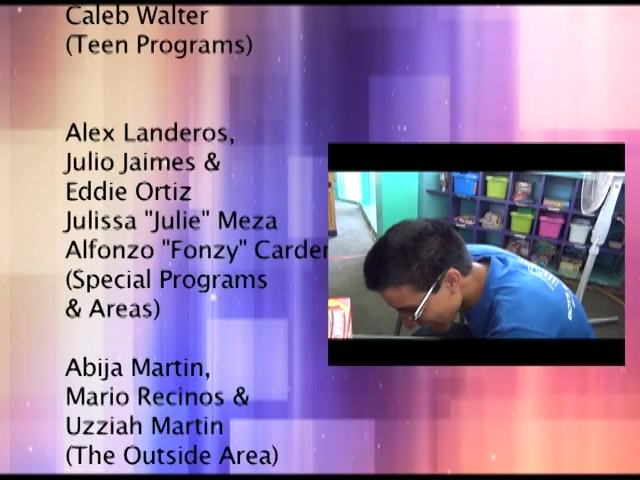 Caleb Walter
(Teen Programs)
Alex Landeros,
Julio Jaimes &
Eddie Ortiz
Julissa "Julie" Meza
Alfonzo "Fonzy" Carder
(Special Programs
& Areas)
Abija Martin,
Mario Recinos &
Uzziah Martin
(The Outside Area)